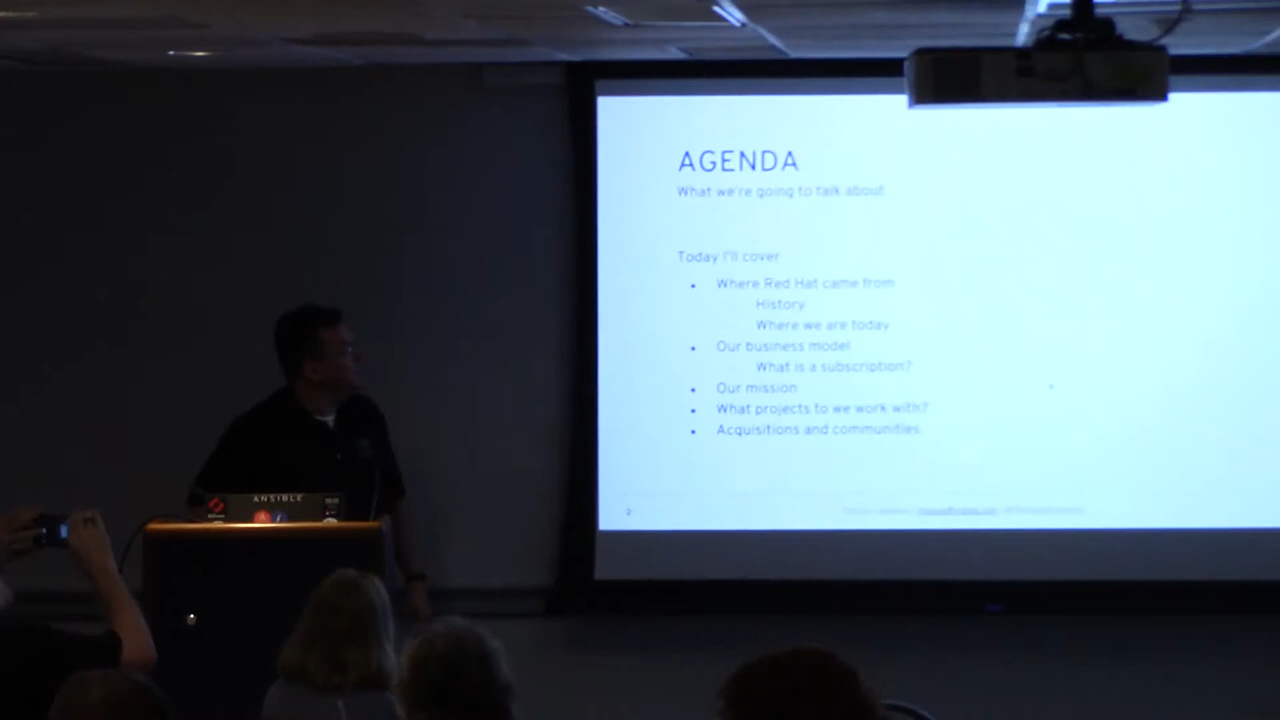 AGENDA
What we're going to talk about
Today I'll cover
• Where Red Hat came from
History
Where we are today
• Our business model
What is a subscription?
• Our mission
• What projects to we work with?
• Acquisitions and communities
2
ANSIBLE